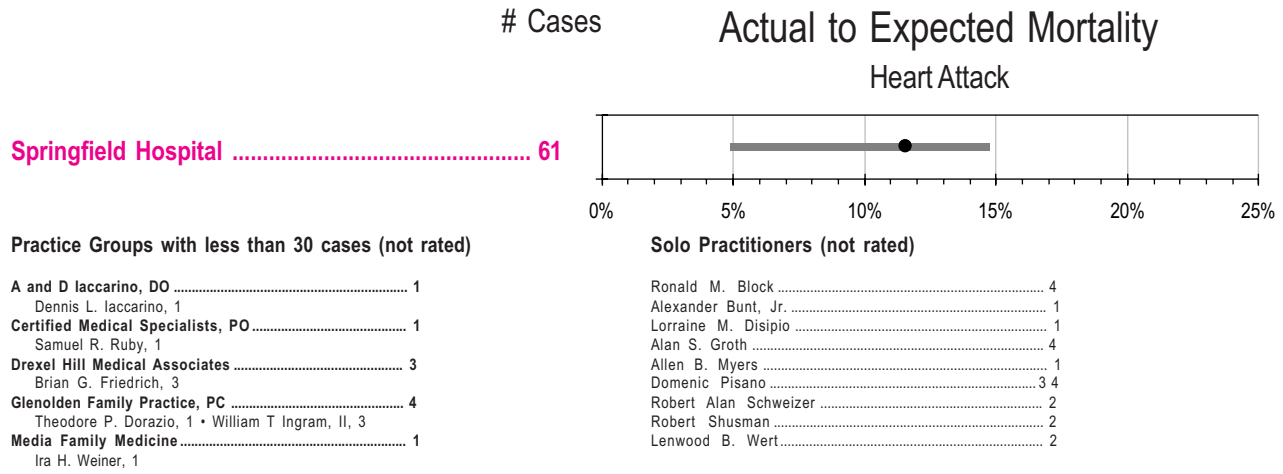 # Cases
Actual to Expected Mortality
Heart Attack
Springfield Hospital ................................................. 61
0% 5% 10% 15% 20% 25%
Practice Groups with less than 30 cases (not rated)
A and D Iaccarino, DO ........ 1
Dennis L. Iaccarino, 1
Certified Medical Specialists, PO ........ 1
Samuel R. Ruby, 1
Drexel Hill Medical Associates ........ 3
Brian G. Friedrich, 3
Glenolden Family Practice, PC ........ 4
Theodore P. Dorazio, 1 • William T Ingram, II, 3
Media Family Medicine ........ 1
Ira H. Weiner, 1
Solo Practitioners (not rated)
Ronald M. Block ........ 4
Alexander Bunt, Jr. ........ 1
Lorraine M. Disipio ........ 1
Alan S. Groth ........ 4
Allen B. Myers ........ 1
Domenic Pisano ........ 3 4
Robert Alan Schweizer ........ 2
Robert Shusman ........ 2
Lenwood B. Wert ........ 2